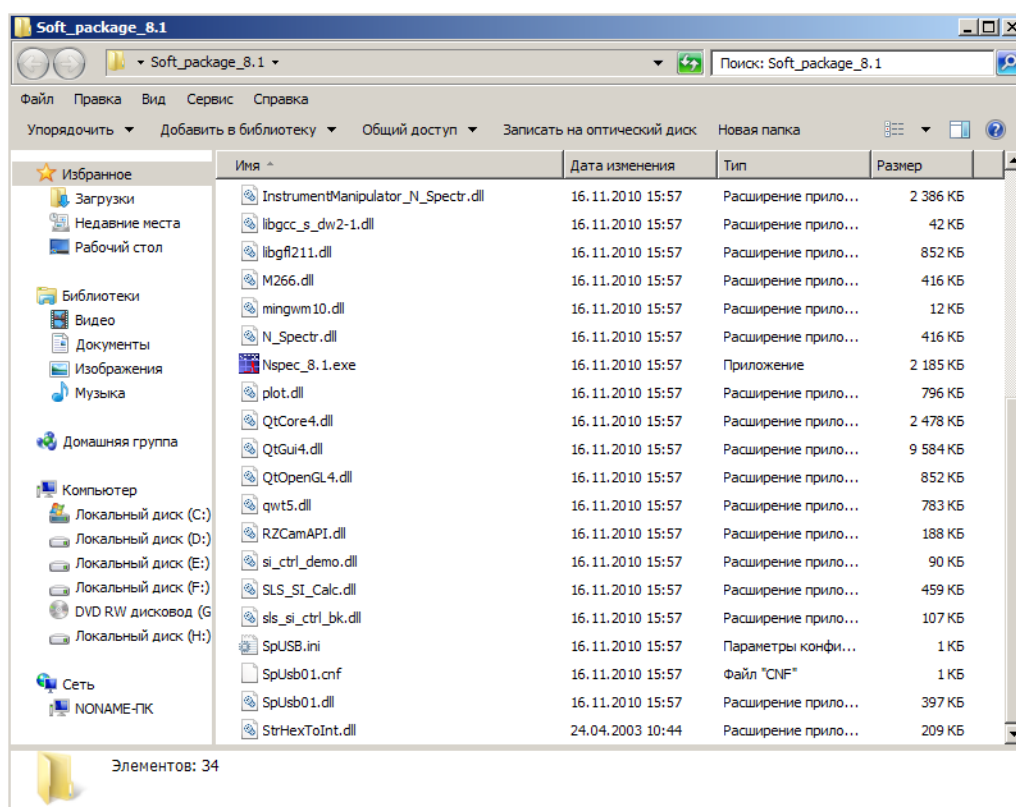 Soft_package_8.1
Soft_package_8.1
Поиск: Soft_package_8.1
Файл Правка Вид Сервис Справка
Упорядочить Добавить в библиотеку Общий доступ Записать на оптический диск Новая папка
Избранное
Загрузки
Недавние места
Рабочий стол
Библиотеки
Видео
Документы
Изображения
Музыка
Домашняя группа
Компьютер
Локальный диск (C:)
Локальный диск (D:)
Локальный диск (E:)
Локальный диск (F:)
DVD RW дисковод (G
Локальный диск (H:)
Сеть
NONAME-ПК
Имя Дата изменения Тип Размер
InstrumentManipulator_N_Spectr.dll 16.11.2010 15:57 Расширение прило... 2 386 КБ
libgcc_s_dw2-1.dll 16.11.2010 15:57 Расширение прило... 42 КБ
libgfl211.dll 16.11.2010 15:57 Расширение прило... 852 КБ
M266.dll 16.11.2010 15:57 Расширение прило... 416 КБ
mingwm10.dll 16.11.2010 15:57 Расширение прило... 12 КБ
N_Spectr.dll 16.11.2010 15:57 Расширение прило... 416 КБ
Nspec_8.1.exe 16.11.2010 15:57 Приложение 2 185 КБ
plot.dll 16.11.2010 15:57 Расширение прило... 796 КБ
QtCore4.dll 16.11.2010 15:57 Расширение прило... 2 478 КБ
QtGui4.dll 16.11.2010 15:57 Расширение прило... 9 584 КБ
QtOpenGL4.dll 16.11.2010 15:57 Расширение прило... 852 КБ
qwt5.dll 16.11.2010 15:57 Расширение прило... 783 КБ
RZCamAPI.dll 16.11.2010 15:57 Расширение прило... 188 КБ
si_ctrl_demo.dll 16.11.2010 15:57 Расширение прило... 90 КБ
SLS_SI_Calc.dll 16.11.2010 15:57 Расширение прило... 459 КБ
sls_si_ctrl_bk.dll 16.11.2010 15:57 Расширение прило... 107 КБ
SpUSB.ini 16.11.2010 15:57 Параметры конфи... 1 КБ
SpUsb01.cnf 16.11.2010 15:57 Файл "CNF" 1 КБ
SpUsb01.dll 16.11.2010 15:57 Расширение прило... 397 КБ
StrHexToInt.dll 24.04.2003 10:44 Расширение прило... 209 КБ
Элементов: 34